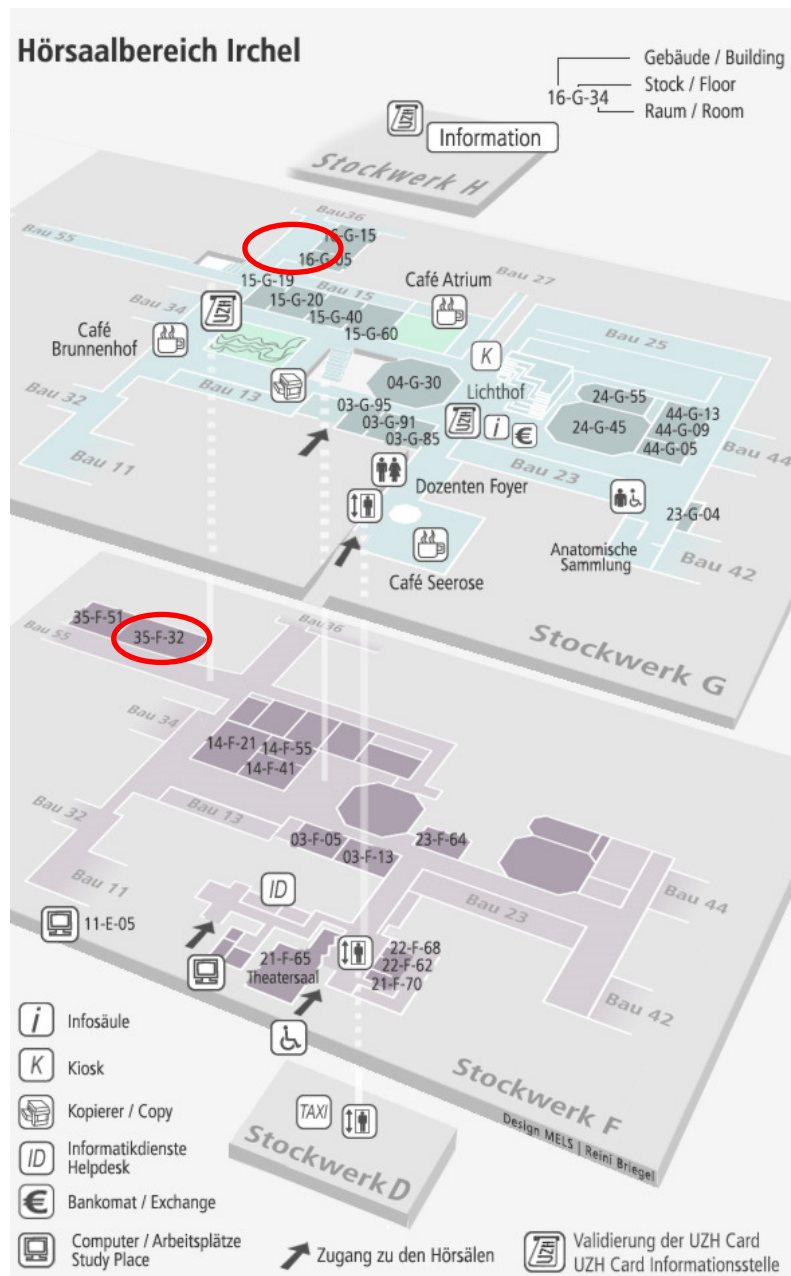 Hörsaalbereich Irchel
Gebäude / Building
Stock / Floor
16-G-34
Raum / Room
Information
Stockwerk H
Bau36
Bau 55
16-G-15
16-G-05
15-G-19
Bau 15
15-G-20
15-G-40
15-G-60
Café Atrium
Bau 27
Bau 34
UZH
Café
Brunnenhof
K
Bau 25
Bau 32
Bau 13
04-G-30
Lichthof
24-G-55
03-G-95
03-G-91
03-G-85
UZH
i
€
24-G-45
44-G-13
44-G-09
44-G-05
Bau 44
Bau 11
Bau 23
Dozenten Foyer
23-G-04
Anatomische
Sammlung
Bau 42
Café Seerose
Stockwerk G
35-F-51
35-F-32
Bau 55
Bau36
Bau 34
14-F-21
14-F-55
14-F-41
Bau 32
Bau 13
03-F-05
03-F-13
23-F-64
Bau 11
ID
Bau 23
Bau 44
11-E-05
21-F-65
Theatersaal
22-F-68
22-F-62
21-F-70
Bau 42
Stockwerk F
Design MELS | Reini Briegel
TAXI
Stockwerk D
i
Infosäule
K
Kiosk
Kopierer / Copy
ID
Informatikdienste
Helpdesk
€
Bankomat / Exchange
Computer / Arbeitsplätze
Study Place
Zugang zu den Hörsälen
UZH
Validierung der UZH Card
UZH Card Informationsstelle